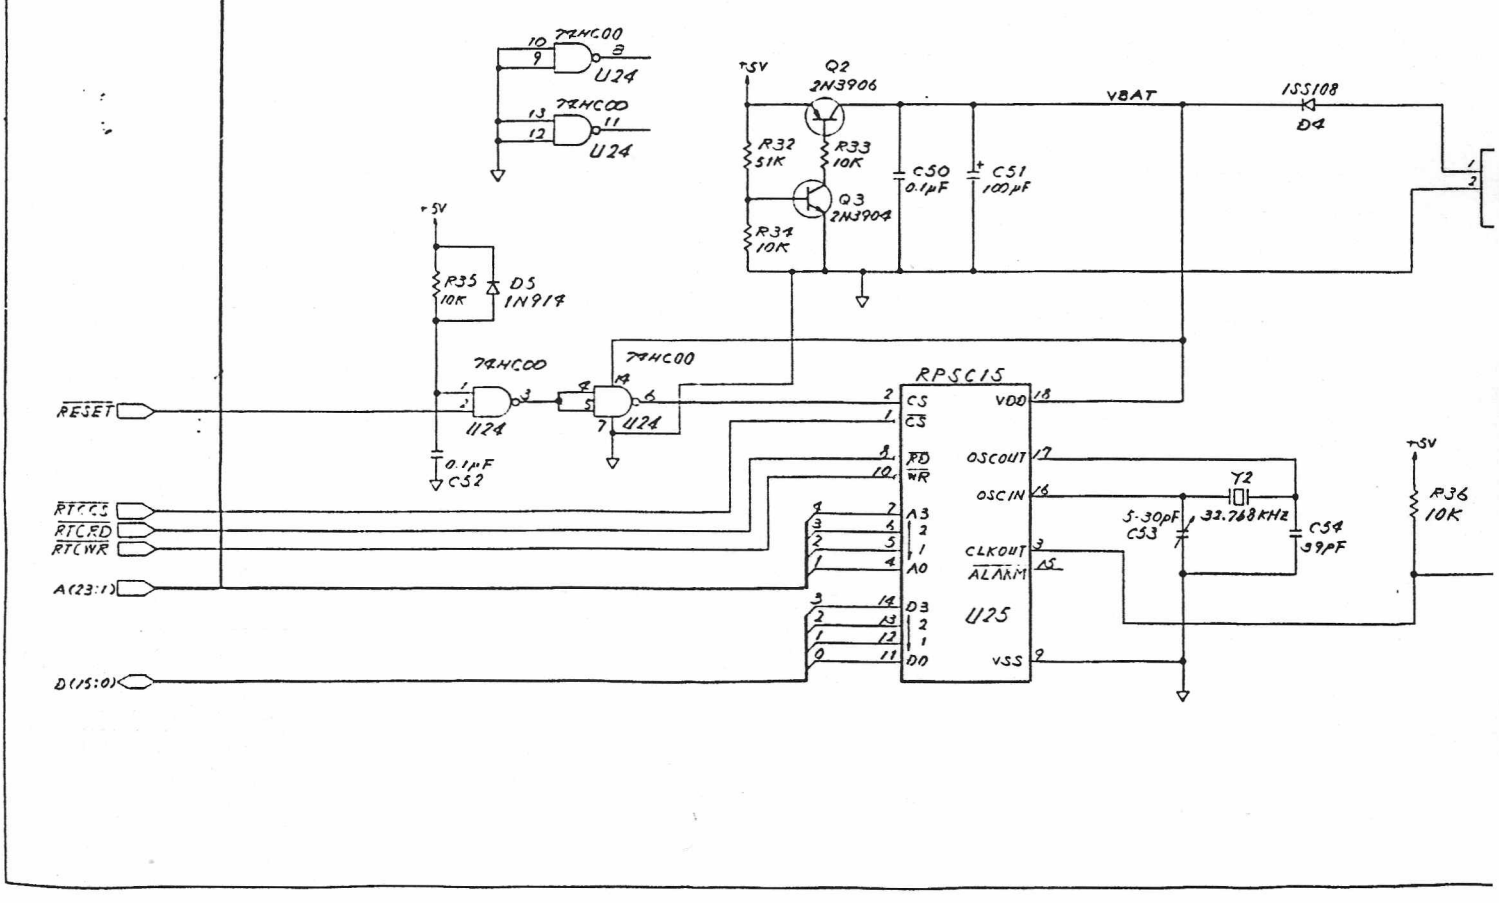 74HC00
10
9
8
U24
74HC00
13
12
11
U24
+5V
Q2
2N3906
VBAT
1SS108
D4
R32
51K
R33
10K
C50
0.1µF
+
C51
100µF
1
2
Q3
2N3904
R34
10K
+5V
R35
10K
D5
1N914
74HC00
74HC00
1
2
3
4
5
14
6
7
U24
U24
RESET
0.1µF
C52
RTCCS
RTCRD
RTCWR
A(23:1)
D(15:0)
RP5C15
2 CS
1 CS
8 RD
10 WR
4 7 A3
3 6 2
2 5 1
1 4 A0
3 14 D3
2 13 2
1 12 1
0 11 D0
VDD 18
OSCOUT 17
OSCIN 16
CLKOUT 3
ALARM 15
U25
VSS 9
Y2
32.768KHz
5-30pF
C53
C54
39pF
+5V
R36
10K